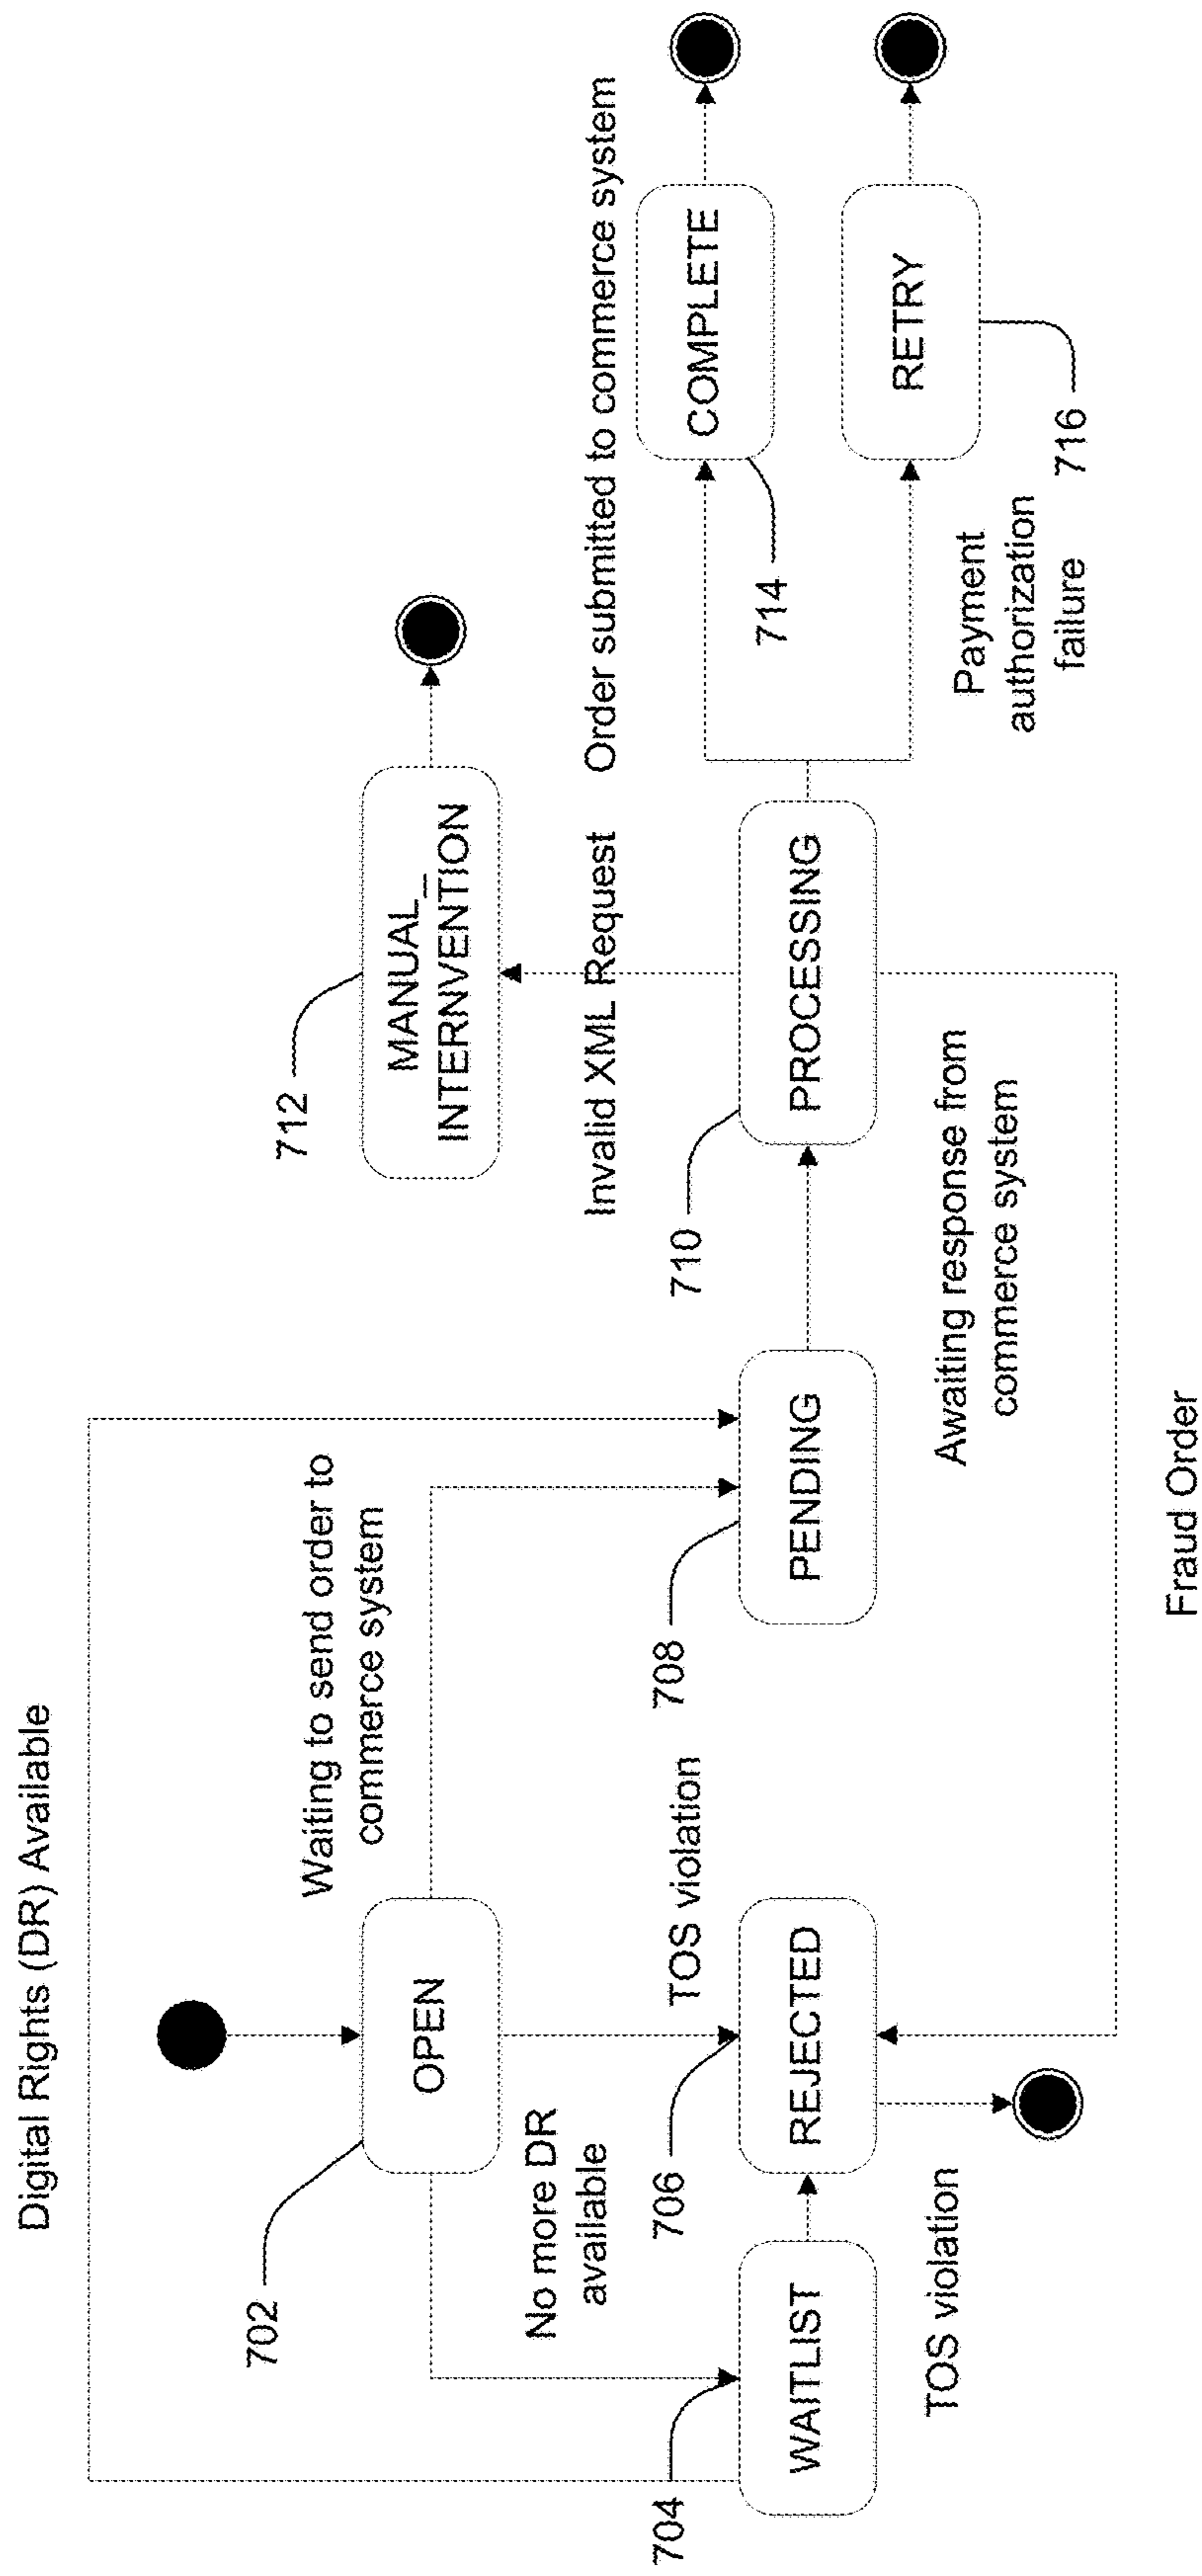 Digital Rights (DR) Available
702
OPEN
Waiting to send order to
commerce system
No more DR
available
TOS violation
704
WAITLIST
706
REJECTED
TOS violation
708
PENDING
Awaiting response from
commerce system
Fraud Order
710
PROCESSING
712
MANUAL_
INTERNVENTION
Invalid XML Request
Order submitted to commerce system
714
COMPLETE
RETRY
716
Payment
authorization
failure